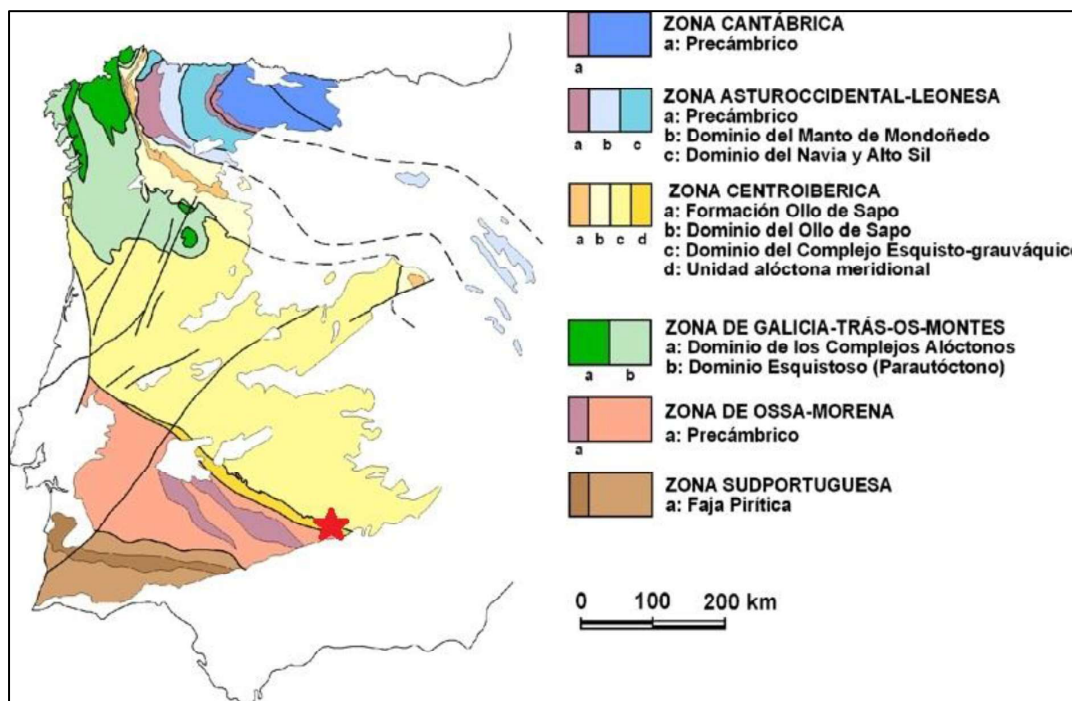 ZONA CANTÁBRICA
a: Precámbrico
a
ZONA ASTUROCCIDENTAL-LEONESA
a: Precámbrico
b: Dominio del Manto de Mondoñedo
c: Dominio del Navia y Alto Sil
a b c
ZONA CENTROIBÉRICA
a: Formación Ollo de Sapo
b: Dominio del Ollo de Sapo
c: Dominio del Complejo Esquisto-grauváquico
d: Unidad alóctona meridional
a b c d
ZONA DE GALICIA-TRÁS-OS-MONTES
a: Dominio de los Complejos Alóctonos
b: Dominio Esquistoso (Parautóctono)
a b
ZONA DE OSSA-MORENA
a: Precámbrico
a
ZONA SUDPORTUGUESA
a: Faja Pirítica
a
0 100 200 km